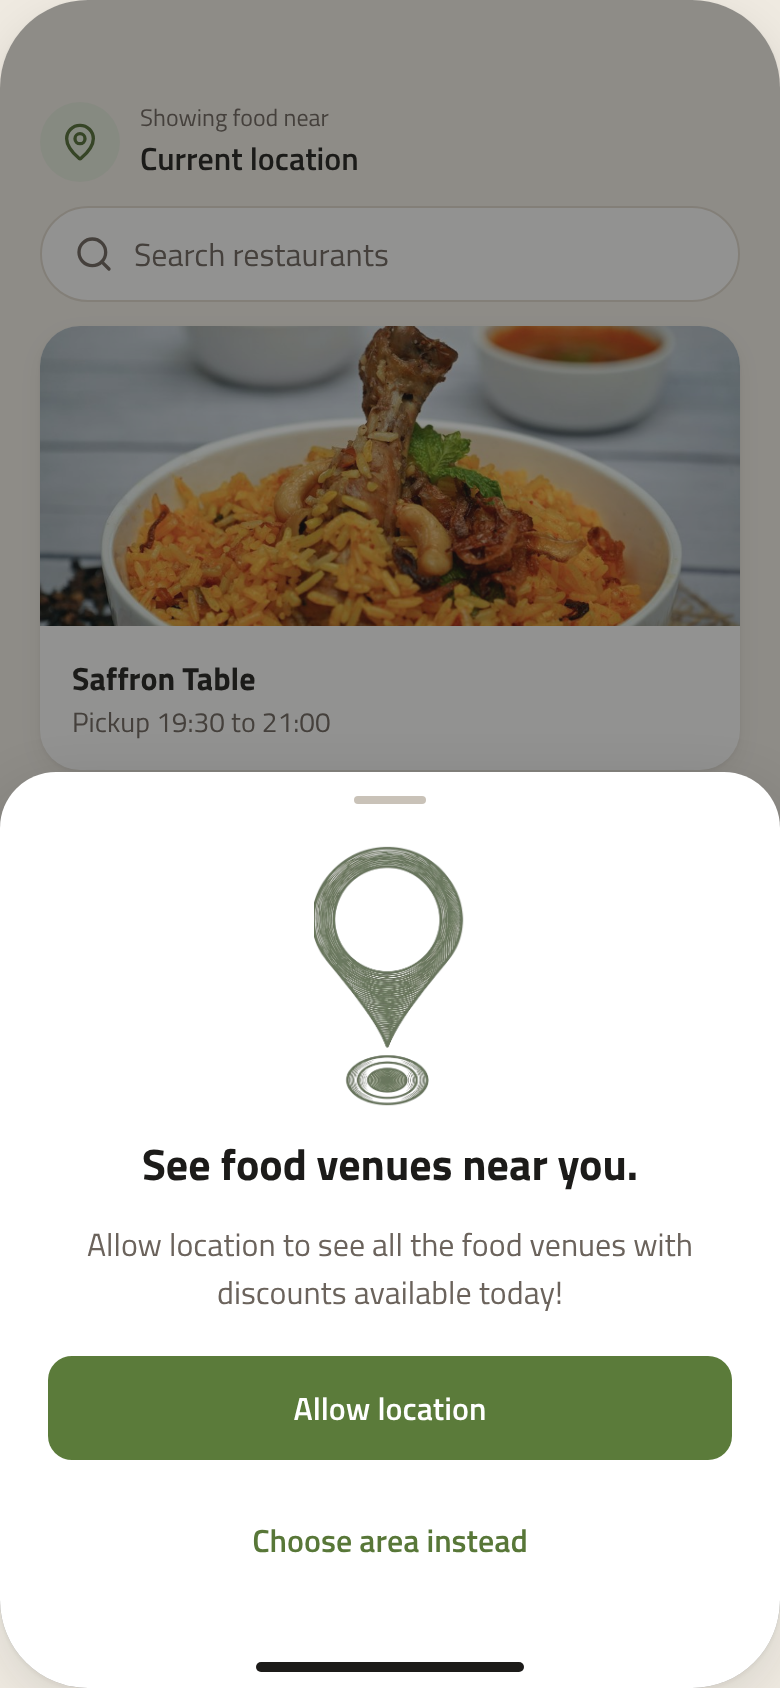 Showing food near
Current location
Search restaurants
Saffron Table
Pickup 19:30 to 21:00
See food venues near you.
Allow location to see all the food venues with
discounts available today!
Allow location
Choose area instead